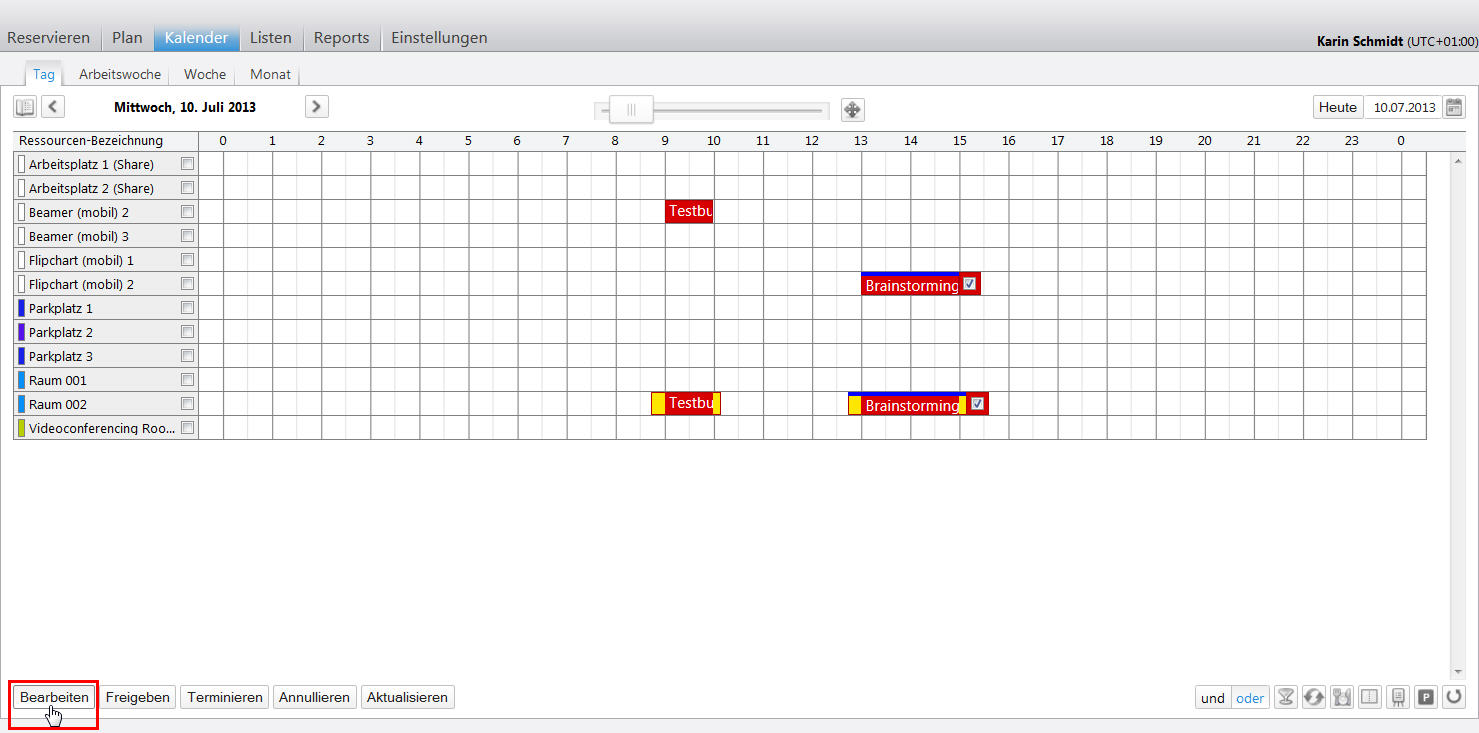 Reservieren Plan Kalender Listen Reports Einstellungen
Karin Schmidt (UTC+01:00)
Tag Arbeitswoche Woche Monat
Mittwoch, 10. Juli 2013 Heute 10.07.2013
Ressourcen-Bezeichnung 0 1 2 3 4 5 6 7 8 9 10 11 12 13 14 15 16 17 18 19 20 21 22 23 0
Arbeitsplatz 1 (Share)
Arbeitsplatz 2 (Share)
Beamer (mobil) 2 Testbu
Beamer (mobil) 3
Flipchart (mobil) 1
Flipchart (mobil) 2 Brainstorming
Parkplatz 1
Parkplatz 2
Parkplatz 3
Raum 001
Raum 002 Testbu Brainstorming
Videoconferencing Roo...
Bearbeiten Freigeben Terminieren Annullieren Aktualisieren und oder P